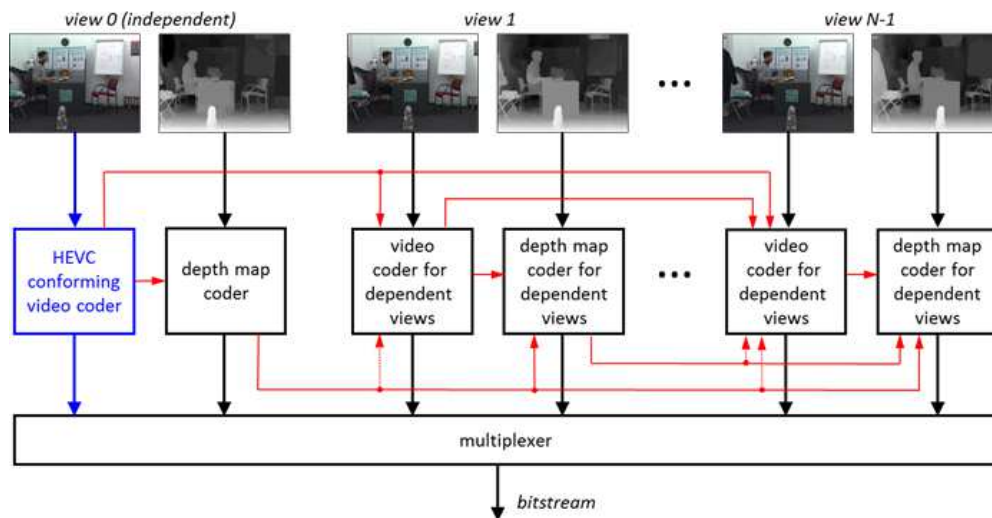 view 0 (independent)
view 1
view N-1
HEVC
conforming
video coder
depth map
coder
video
coder for
dependent
views
depth map
coder for
dependent
views
video
coder for
dependent
views
depth map
coder for
dependent
views
multiplexer
bitstream